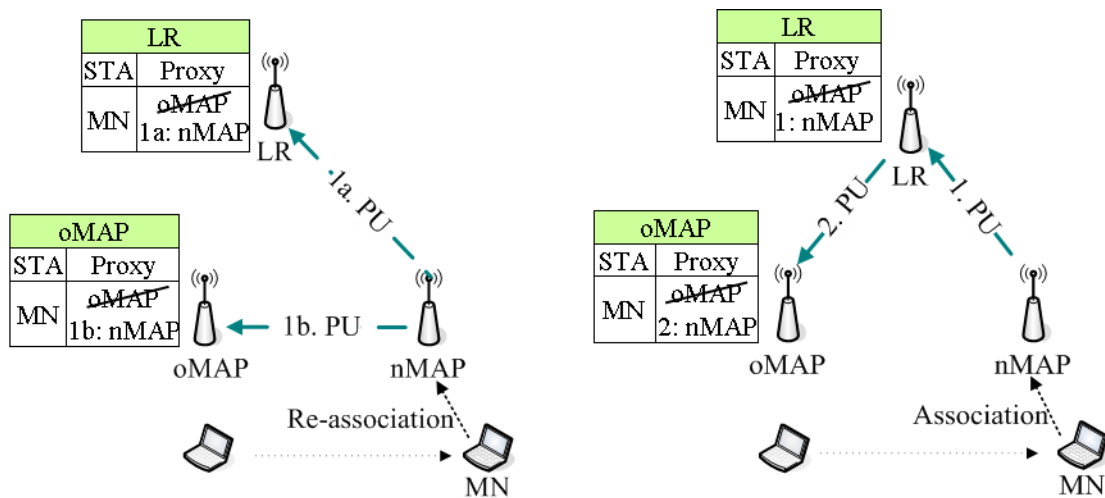 LR
STA Proxy
MN oMAP
1a: nMAP
LR
1a. PU
oMAP
STA Proxy
MN oMAP
1b: nMAP
1b. PU
oMAP
nMAP
Re-association
MN
LR
STA Proxy
MN oMAP
1: nMAP
LR
2. PU
1. PU
oMAP
STA Proxy
MN oMAP
2: nMAP
oMAP
nMAP
Association
MN